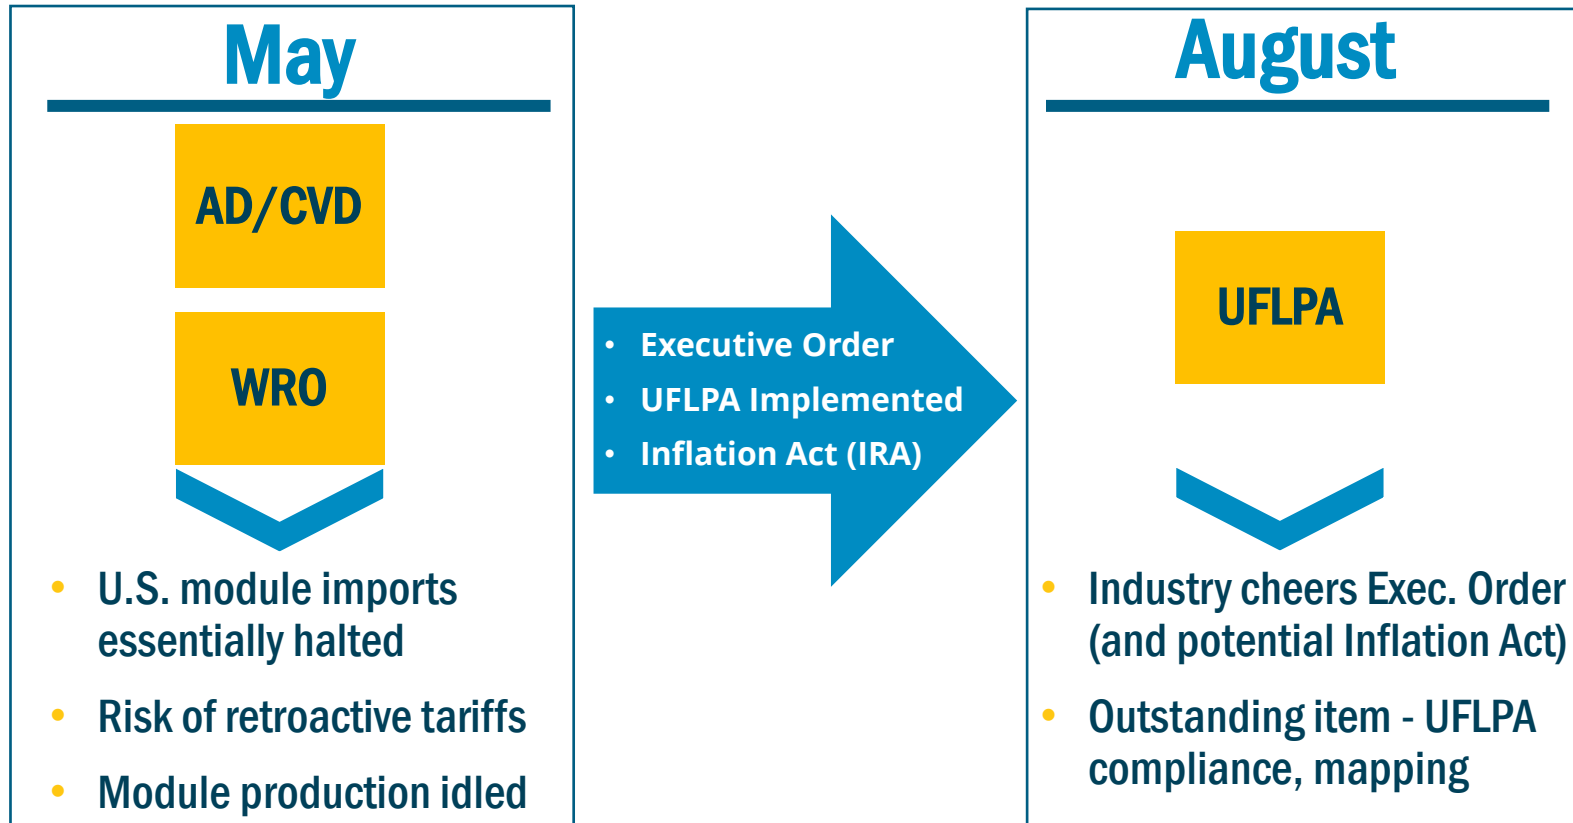 May
AD/CVD
WRO
• U.S. module imports
essentially halted
• Risk of retroactive tariffs
• Module production idled
• Executive Order
• UFLPA Implemented
• Inflation Act (IRA)
August
UFLPA
• Industry cheers Exec. Order
(and potential Inflation Act)
• Outstanding item - UFLPA
compliance, mapping